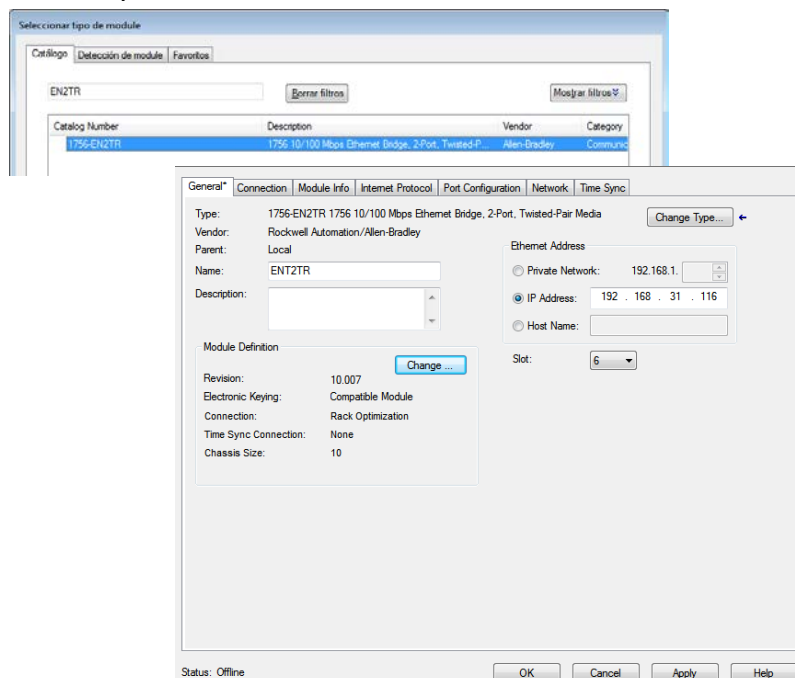 Seleccionar tipo de module
Catálogo Detección de module Favoritos
EN2TR Borrar filtros Mostrar filtros
Catalog Number Description Vendor Category
1756-EN2TR 1756 10/100 Mbps Ethernet Bridge, 2-Port, Twisted-P... Allen-Bradley Communic
General* Connection Module Info Internet Protocol Port Configuration Network Time Sync
Type: 1756-EN2TR 1756 10/100 Mbps Ethernet Bridge, 2-Port, Twisted-Pair Media Change Type...
Vendor: Rockwell Automation/Allen-Bradley
Parent: Local Ethernet Address
Name: ENT2TR Private Network: 192.168.1.
Description: IP Address: 192 . 168 . 31 . 116
Host Name:
Module Definition
Change ... Slot: 6
Revision: 10.007
Electronic Keying: Compatible Module
Connection: Rack Optimization
Time Sync Connection: None
Chassis Size: 10
Status: Offline OK Cancel Apply Help